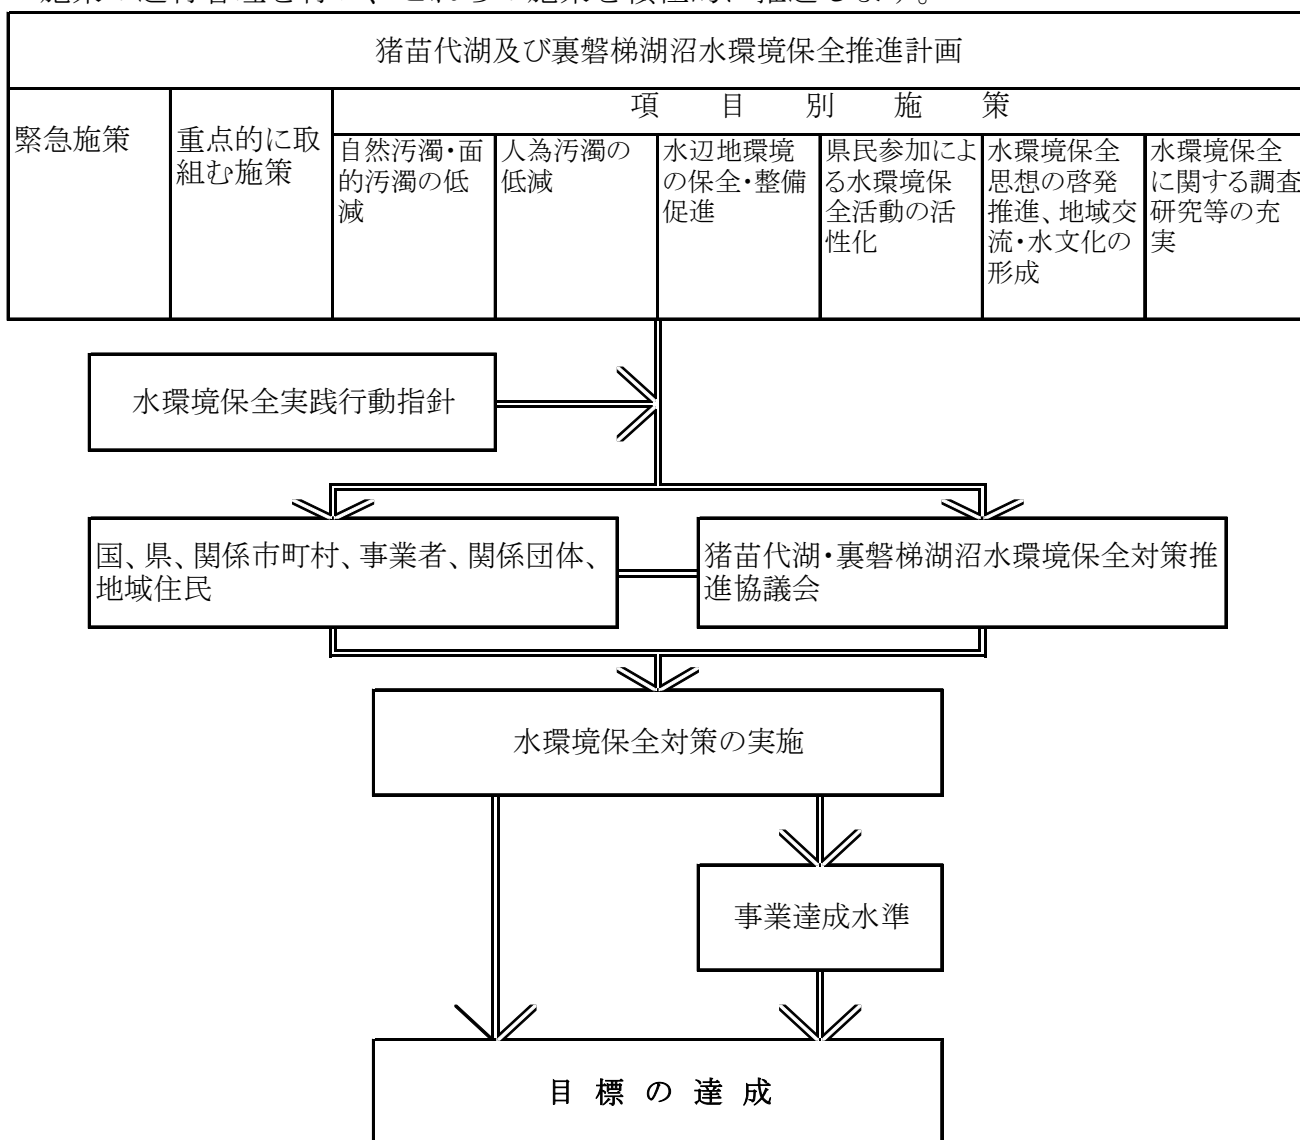 猪苗代湖及び裏磐梯湖沼水環境保全推進計画
項目別施策
緊急施策
重点的に取
組む施策
自然汚濁・面
的汚濁の低
減
人為汚濁の
低減
水辺地環境
の保全・整備
促進
県民参加によ
る水環境保
全活動の活
性化
水環境保全
思想の啓発
推進、地域交
流・水文化の
形成
水環境保全
に関する調査
研究等の充
実
水環境保全実践行動指針
国、県、関係市町村、事業者、関係団体、
地域住民
猪苗代湖・裏磐梯湖沼水環境保全対策推
進協議会
水環境保全対策の実施
事業達成水準
目標の達成